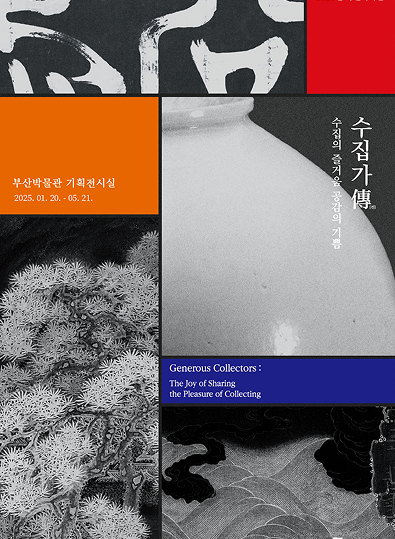 수집가 傳
수집의 즐거움 공감의 기쁨
부산박물관 기획전시실
2025. 01. 20. - 05. 21.
Generous Collectors :
The Joy of Sharing
the Pleasure of Collecting